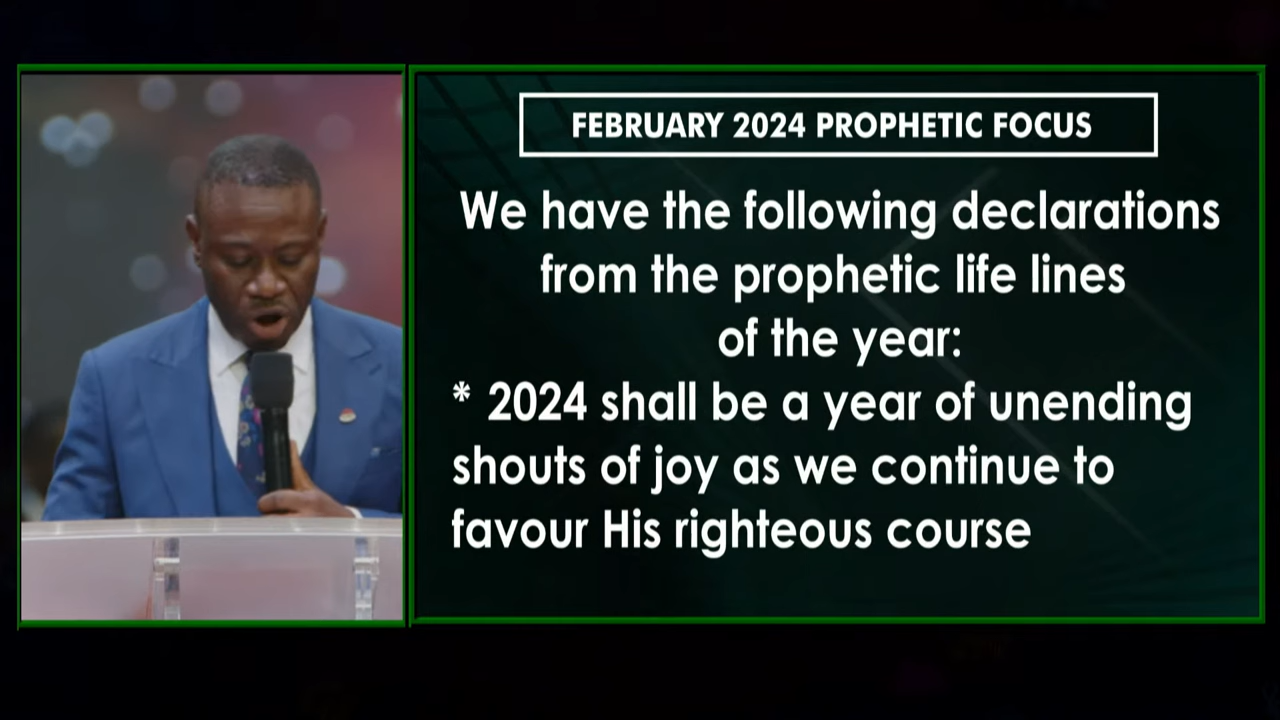 FEBRUARY 2024 PROPHETIC FOCUS
We have the following declarations
from the prophetic life lines
of the year:
* 2024 shall be a year of unending
shouts of joy as we continue to
favour His righteous course